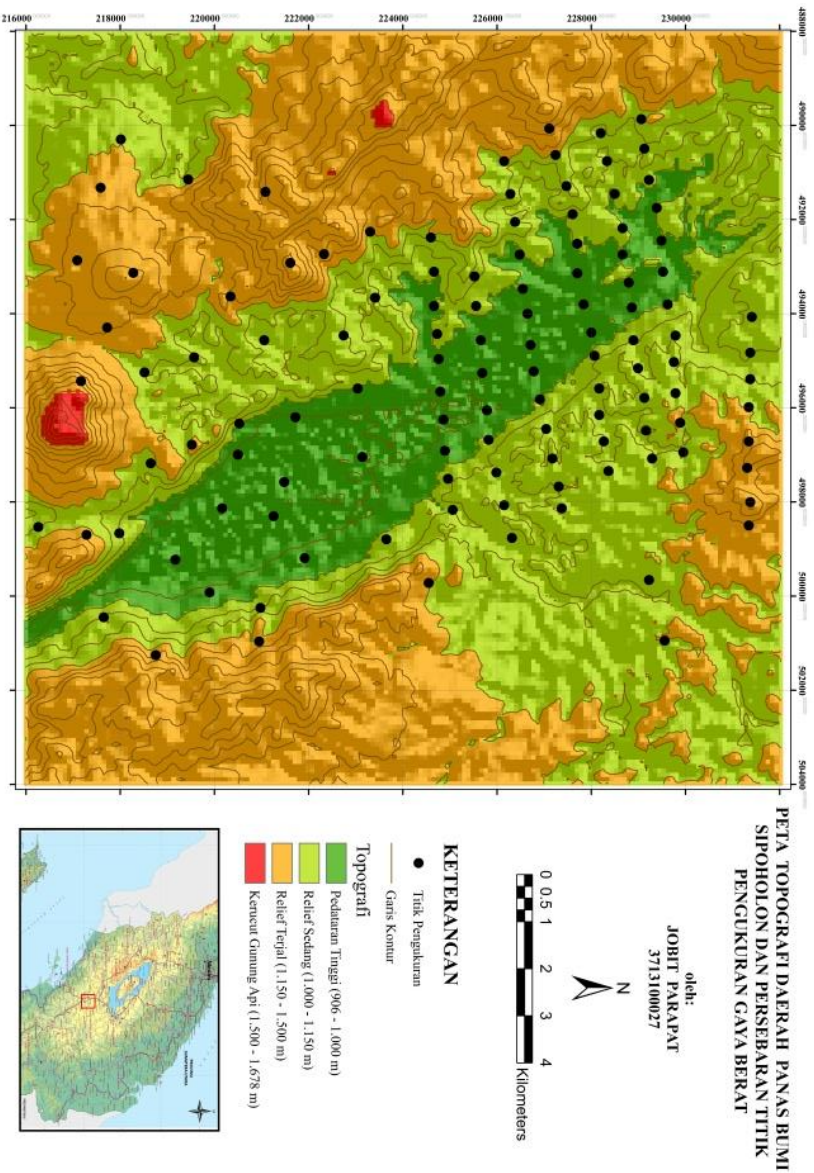 PETA TOPOGRAFI DAERAH PANAS BUMI
SIPOHOLON DAN PERSEBARAN TITIK
PENGUKURAN GAYA BERAT
oleh:
JOBIT PARAPAT
3713100027
N
0 0.5 1 2 3 4
Kilometers
KETERANGAN
Titik Pengukuran
Garis Kontur
Topografi
Pedataran Tinggi (906 - 1.000 m)
Relief Sedang (1.000 - 1.150 m)
Relief Terjal (1.150 - 1.500 m)
Kerucut Gunung Api (1.500 - 1.678 m)
488000
490000
492000
494000
496000
498000
500000
502000
504000
216000
218000
220000
222000
224000
226000
228000
230000